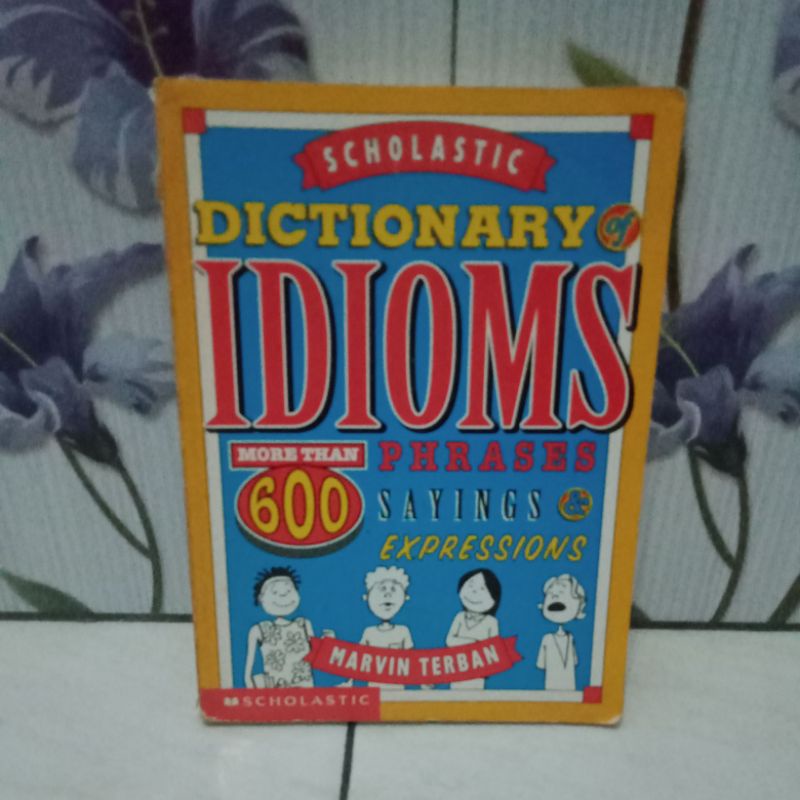 SCHOLASTIC
DICTIONARY of
IDIOMS
MORE THAN
600
PHRASES
SAYINGS &
EXPRESSIONS
MARVIN TERBAN
SCHOLASTIC